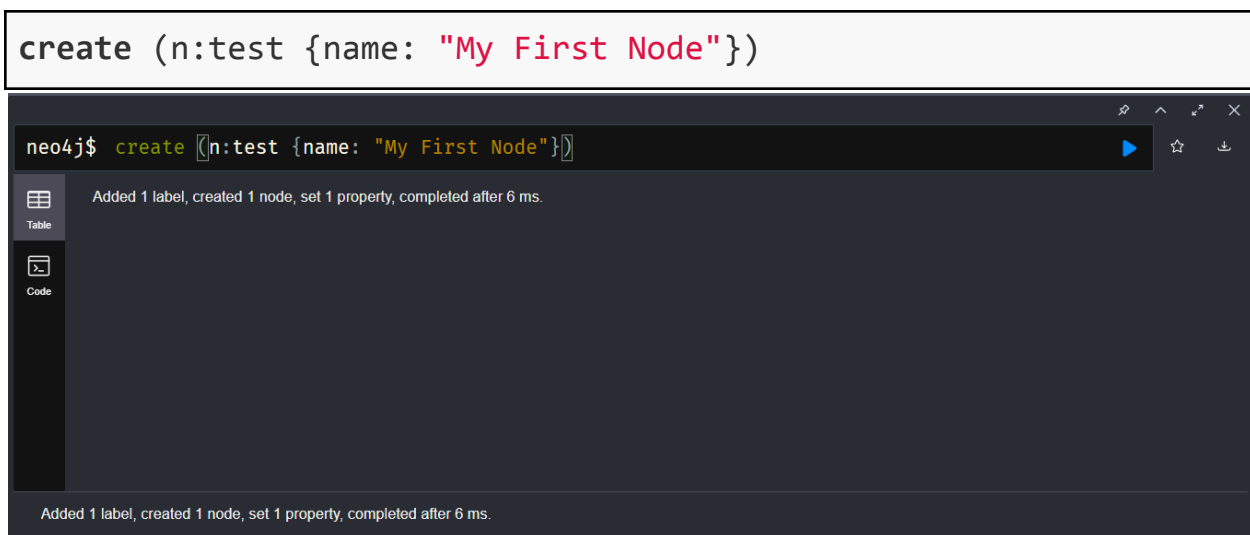 create (n:test {name: "My First Node"})
neo4j$ create (n:test {name: "My First Node"})
Added 1 label, created 1 node, set 1 property, completed after 6 ms.
Table
Code
Added 1 label, created 1 node, set 1 property, completed after 6 ms.